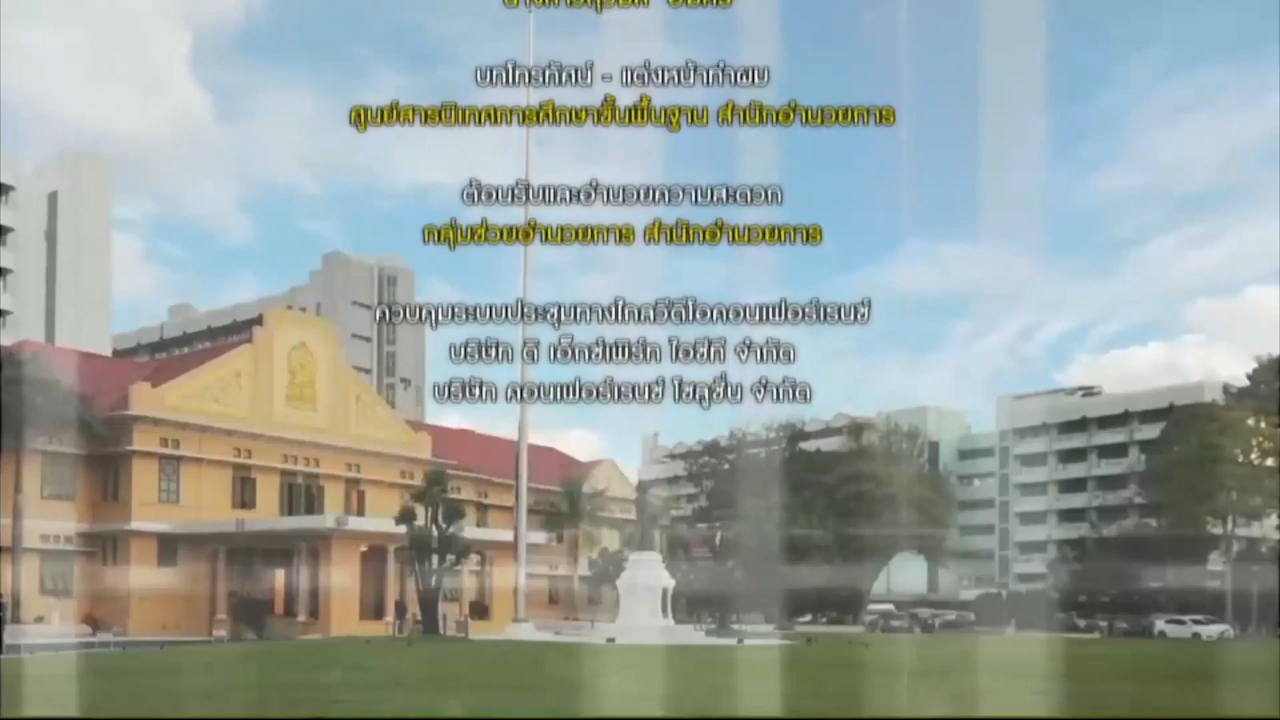 บทโทรทัศน์ - แต่งหน้าทำผม
ศูนย์สารนิเทศการศึกษาขั้นพื้นฐาน สำนักอำนวยการ
ต้อนรับและอำนวยความสะดวก
กลุ่มช่วยอำนวยการ สำนักอำนวยการ
ควบคุมระบบประชุมทางไกลวีดิโอคอนเฟอร์เรนซ์
บริษัท ดิ เอ็กซ์เพิร์ท ไอซีที จำกัด
บริษัท คอนเฟอร์เรนซ์ โซลูชั่น จำกัด